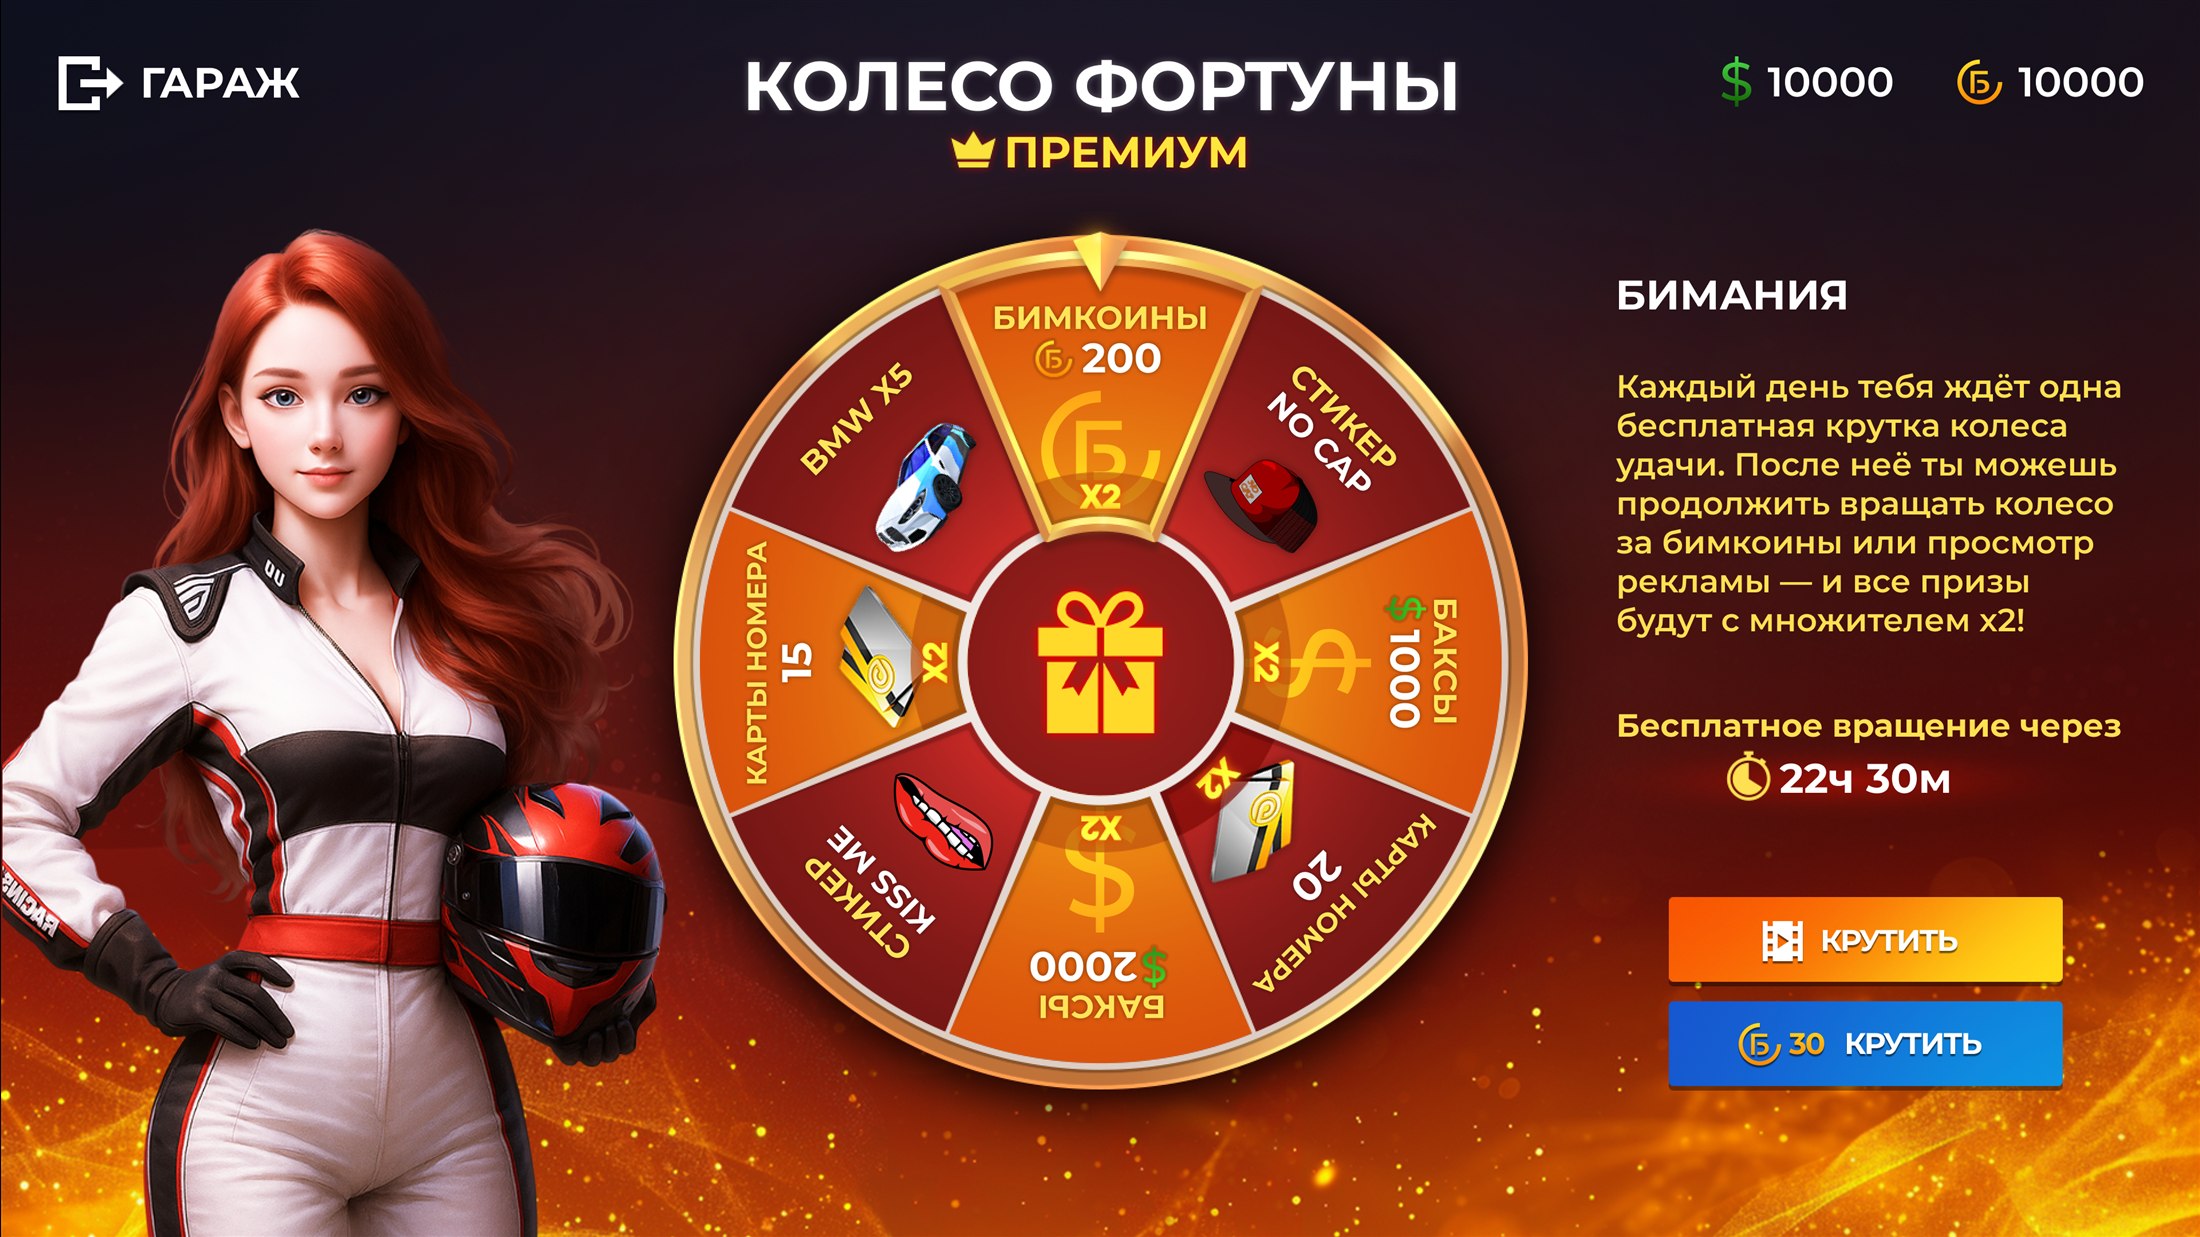 ГАРАЖ
КОЛЕСО ФОРТУНЫ
ПРЕМИУМ
$ 10000
Б 10000
БИМКОИНЫ
Б 200
Б
X2
СТИКЕР
NO CAP
БАКСЫ
$1000
$
X2
КАРТЫ НОМЕРА
20
X2
БАКСЫ
$2000
$
X2
СТИКЕР
KISS ME
КАРТЫ НОМЕРА
15
X2
BMW X5
БИМАНИЯ
Каждый день тебя ждёт одна
бесплатная крутка колеса
удачи. После неё ты можешь
продолжить вращать колесо
за бимкоины или просмотр
рекламы — и все призы
будут с множителем x2!
Бесплатное вращение через
22ч 30м
КРУТИТЬ
Б 30 КРУТИТЬ
RACING